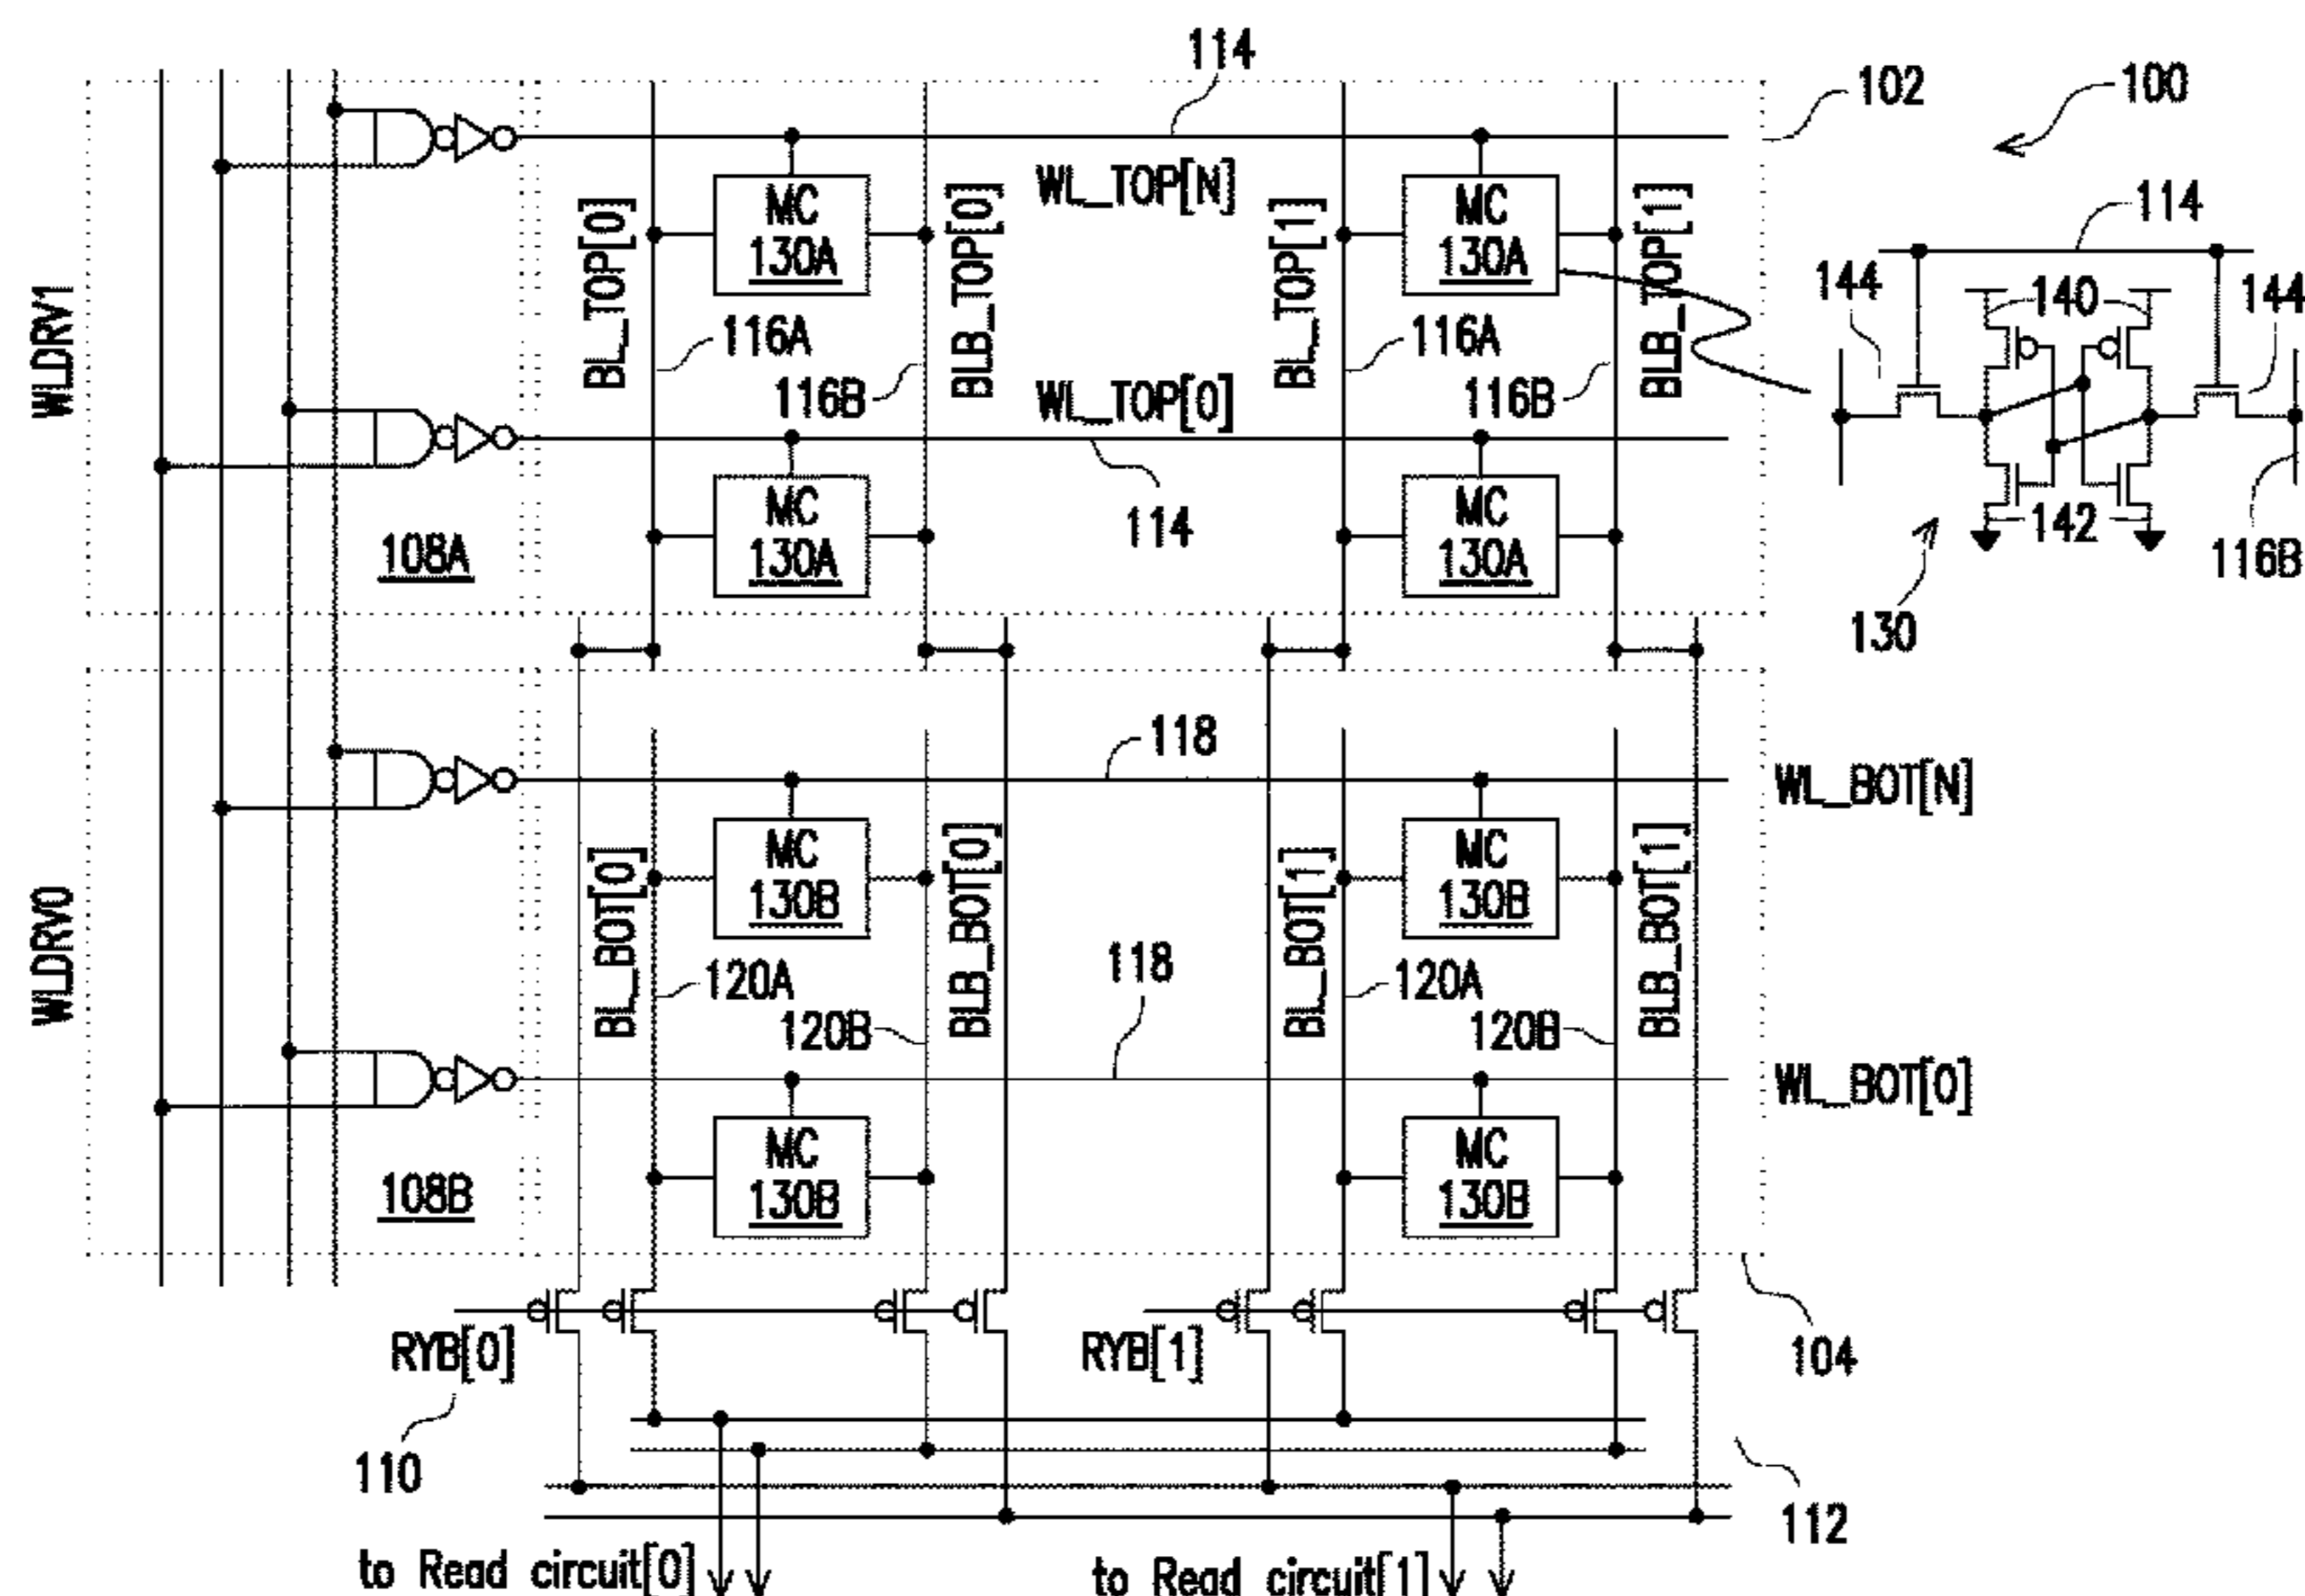 114
102
100
WLDRV1
BL_TOP[0]
MC
130A
BLB_TOP[0]
WL_TOP[N]
BL_TOP[1]
MC
130A
BLB_TOP[1]
114
144
140
144
116A
116B
WL_TOP[0]
116A
116B
108A
MC
130A
114
MC
130A
142
116B
130
WLDRV0
118
WL_BOT[N]
BL_BOT[0]
MC
130B
BLB_BOT[0]
BL_BOT[1]
MC
130B
BLB_BOT[1]
120A
120B
118
120A
120B
WL_BOT[0]
108B
MC
130B
MC
130B
RYB[0]
RYB[1]
104
110
112
to Read circuit[0]
to Read circuit[1]